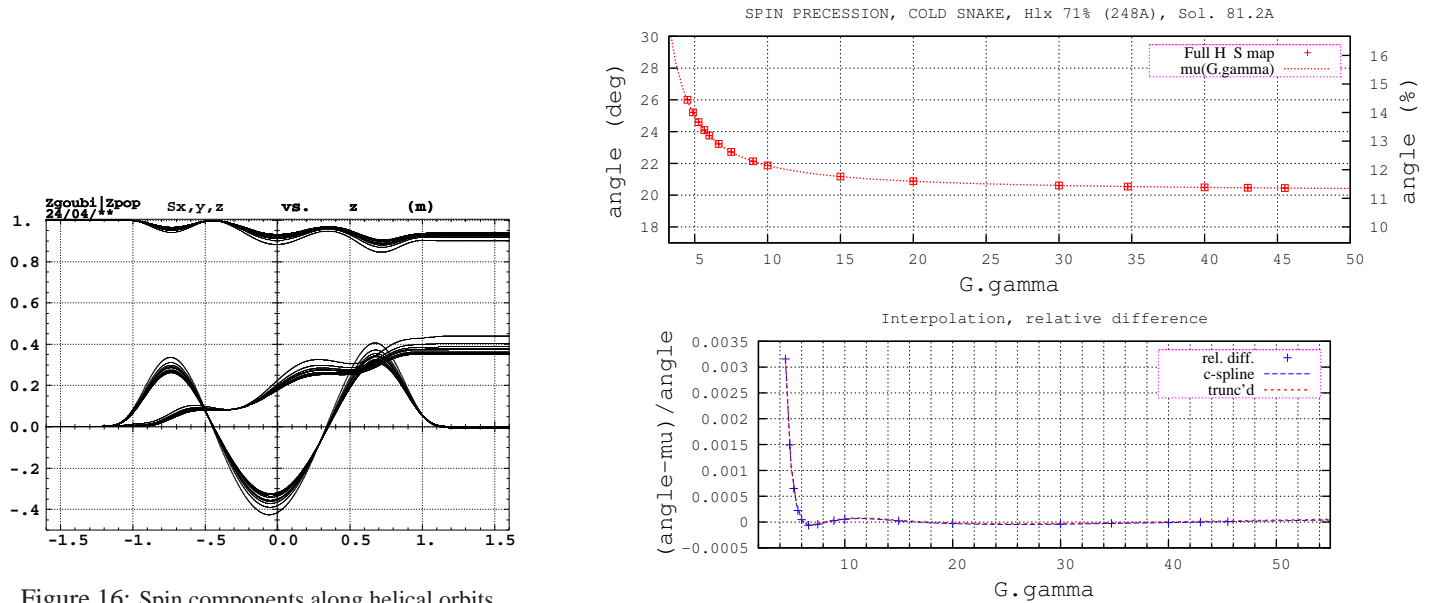 Zgoubi|Zpop
24/04/**
Sx,y,z vs. z (m)
1.
0.8
0.6
0.4
0.2
0.0
-.2
-.4
-1.5 -1. -.5 0.0 0.5 1. 1.5
Figure 16: Spin components along helical orbits
SPIN PRECESSION, COLD SNAKE, Hlx 71% (248A), Sol. 81.2A
angle (deg)
30
28
26
24
22
20
18
Full H S map
mu(G.gamma)
16
15
14
13
12
11
10
angle (%)
5 10 15 20 25 30 35 40 45 50
G.gamma
Interpolation, relative difference
(angle-mu)/angle
0.0035
0.003
0.0025
0.002
0.0015
0.001
0.0005
0
-0.0005
rel. diff.
c-spline
trunc'd
10 20 30 40 50
G.gamma